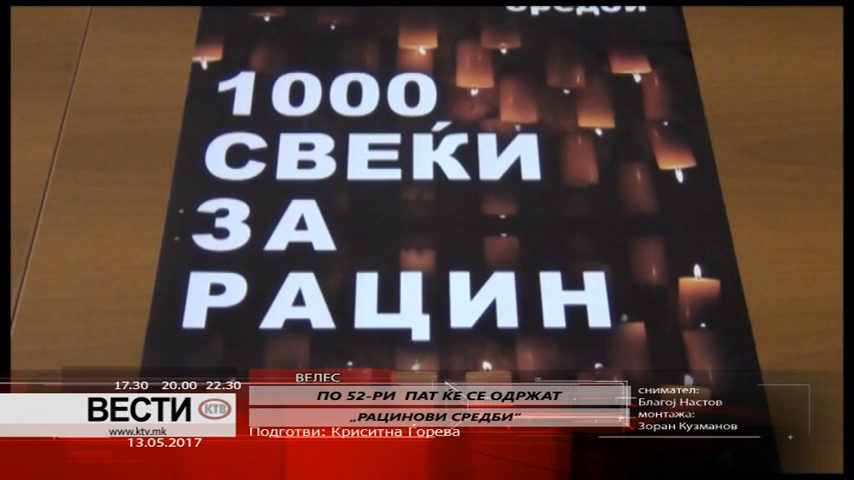 средби
1000
СВЕЌИ
ЗА
РАЦИН
ВЕЛЕС
17.30 20.00 22.30
ПО 52-РИ ПАТ ЌЕ СЕ ОДРЖАТ
„РАЦИНОВИ СРЕДБИ“
ВЕСТИ КТВ
www.ktv.mk
13.05.2017
Подготви: Криситна Ѓорева
снимател:
Благој Настов
монтажа:
Зоран Кузманов